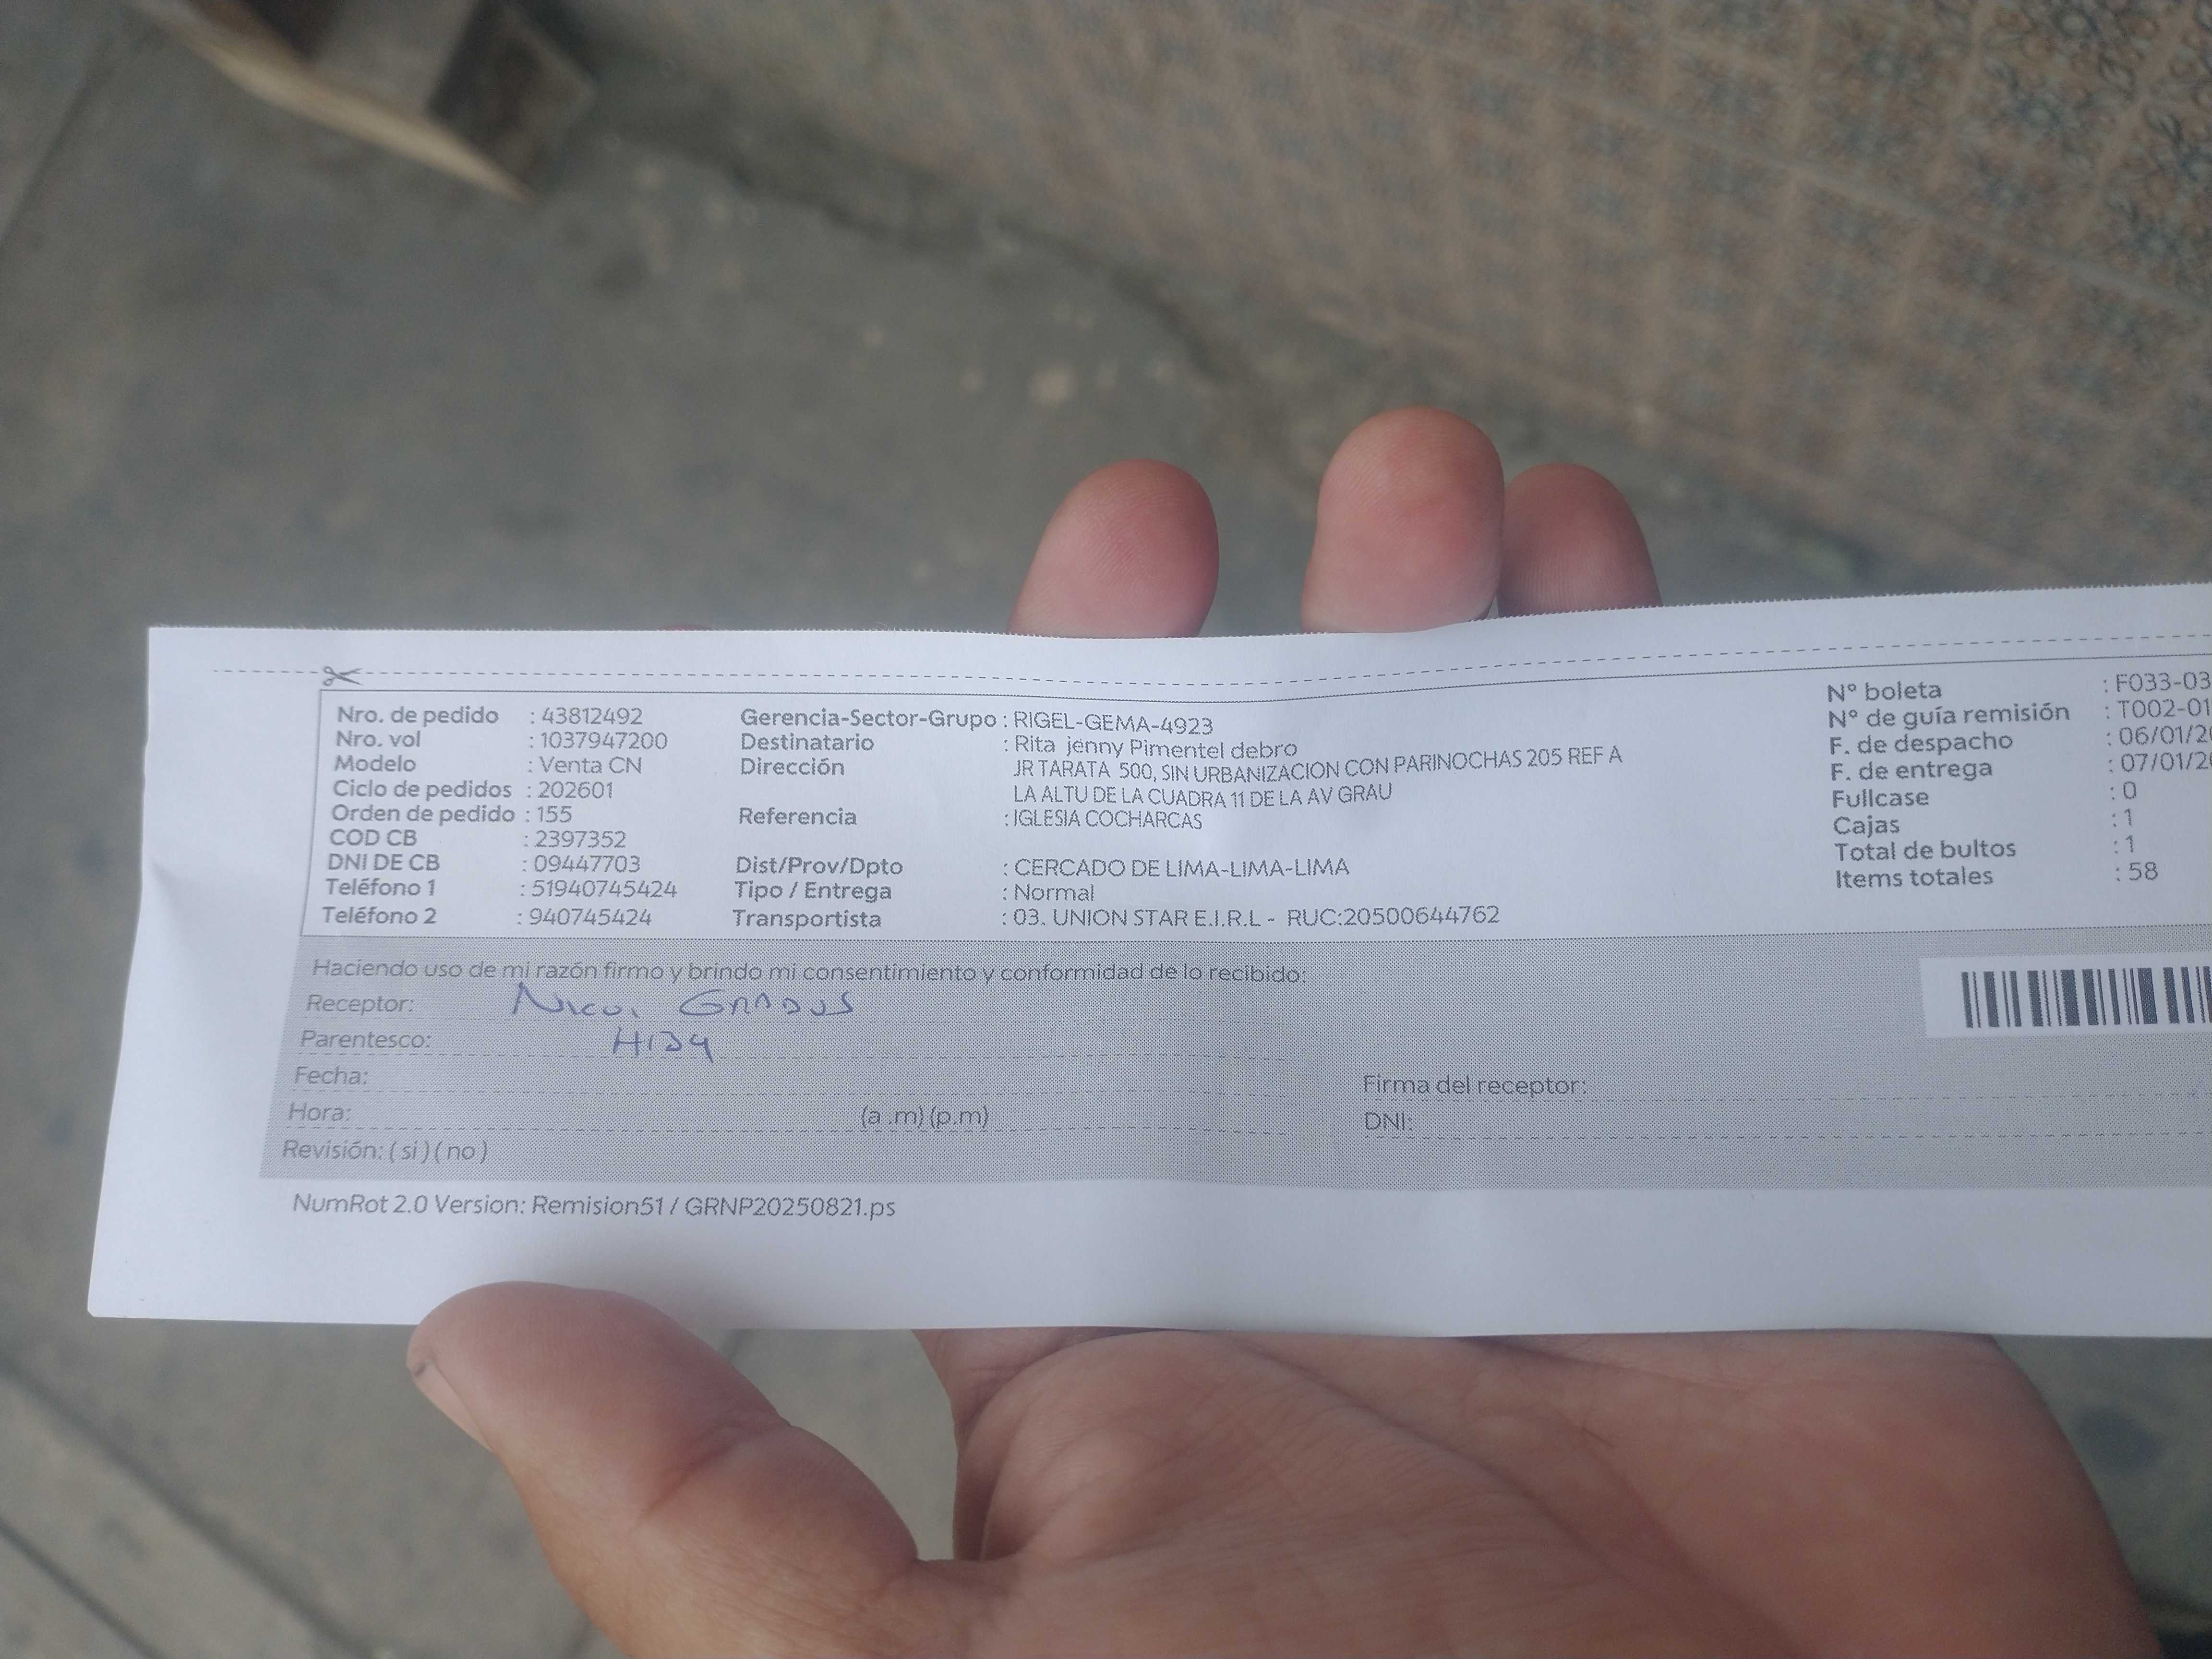 Nro. de pedido : 43812492
Nro. vol : 1037947200
Modelo : Venta CN
Ciclo de pedidos : 202601
Orden de pedido : 155
COD CB : 2397352
DNI DE CB : 09447703
Teléfono 1 : 51940745424
Teléfono 2 : 940745424
Gerencia-Sector-Grupo : RIGEL-GEMA-4923
Destinatario : Rita jenny Pimentel debro
Dirección : JR TARATA 500, SIN URBANIZACION CON PARINOCHAS 205 REF A
LA ALTU DE LA CUADRA 11 DE LA AV GRAU
Referencia : IGLESIA COCHARCAS
Dist/Prov/Dpto : CERCADO DE LIMA-LIMA-LIMA
Tipo / Entrega : Normal
Transportista : 03. UNION STAR E.I.R.L - RUC:20500644762
N° boleta : F033-03
N° de guía remisión : T002-01
F. de despacho : 06/01/20
F. de entrega : 07/01/20
Fullcase : 0
Cajas : 1
Total de bultos : 1
Items totales : 58
Haciendo uso de mi razón firmo y brindo mi consentimiento y conformidad de lo recibido:
Receptor:
Parentesco: HIJA
Fecha:
Hora: (a .m) (p.m)
Revisión: ( si ) ( no )
Firma del receptor:
DNI:
NumRot 2.0 Version: Remision51 / GRNP20250821.ps